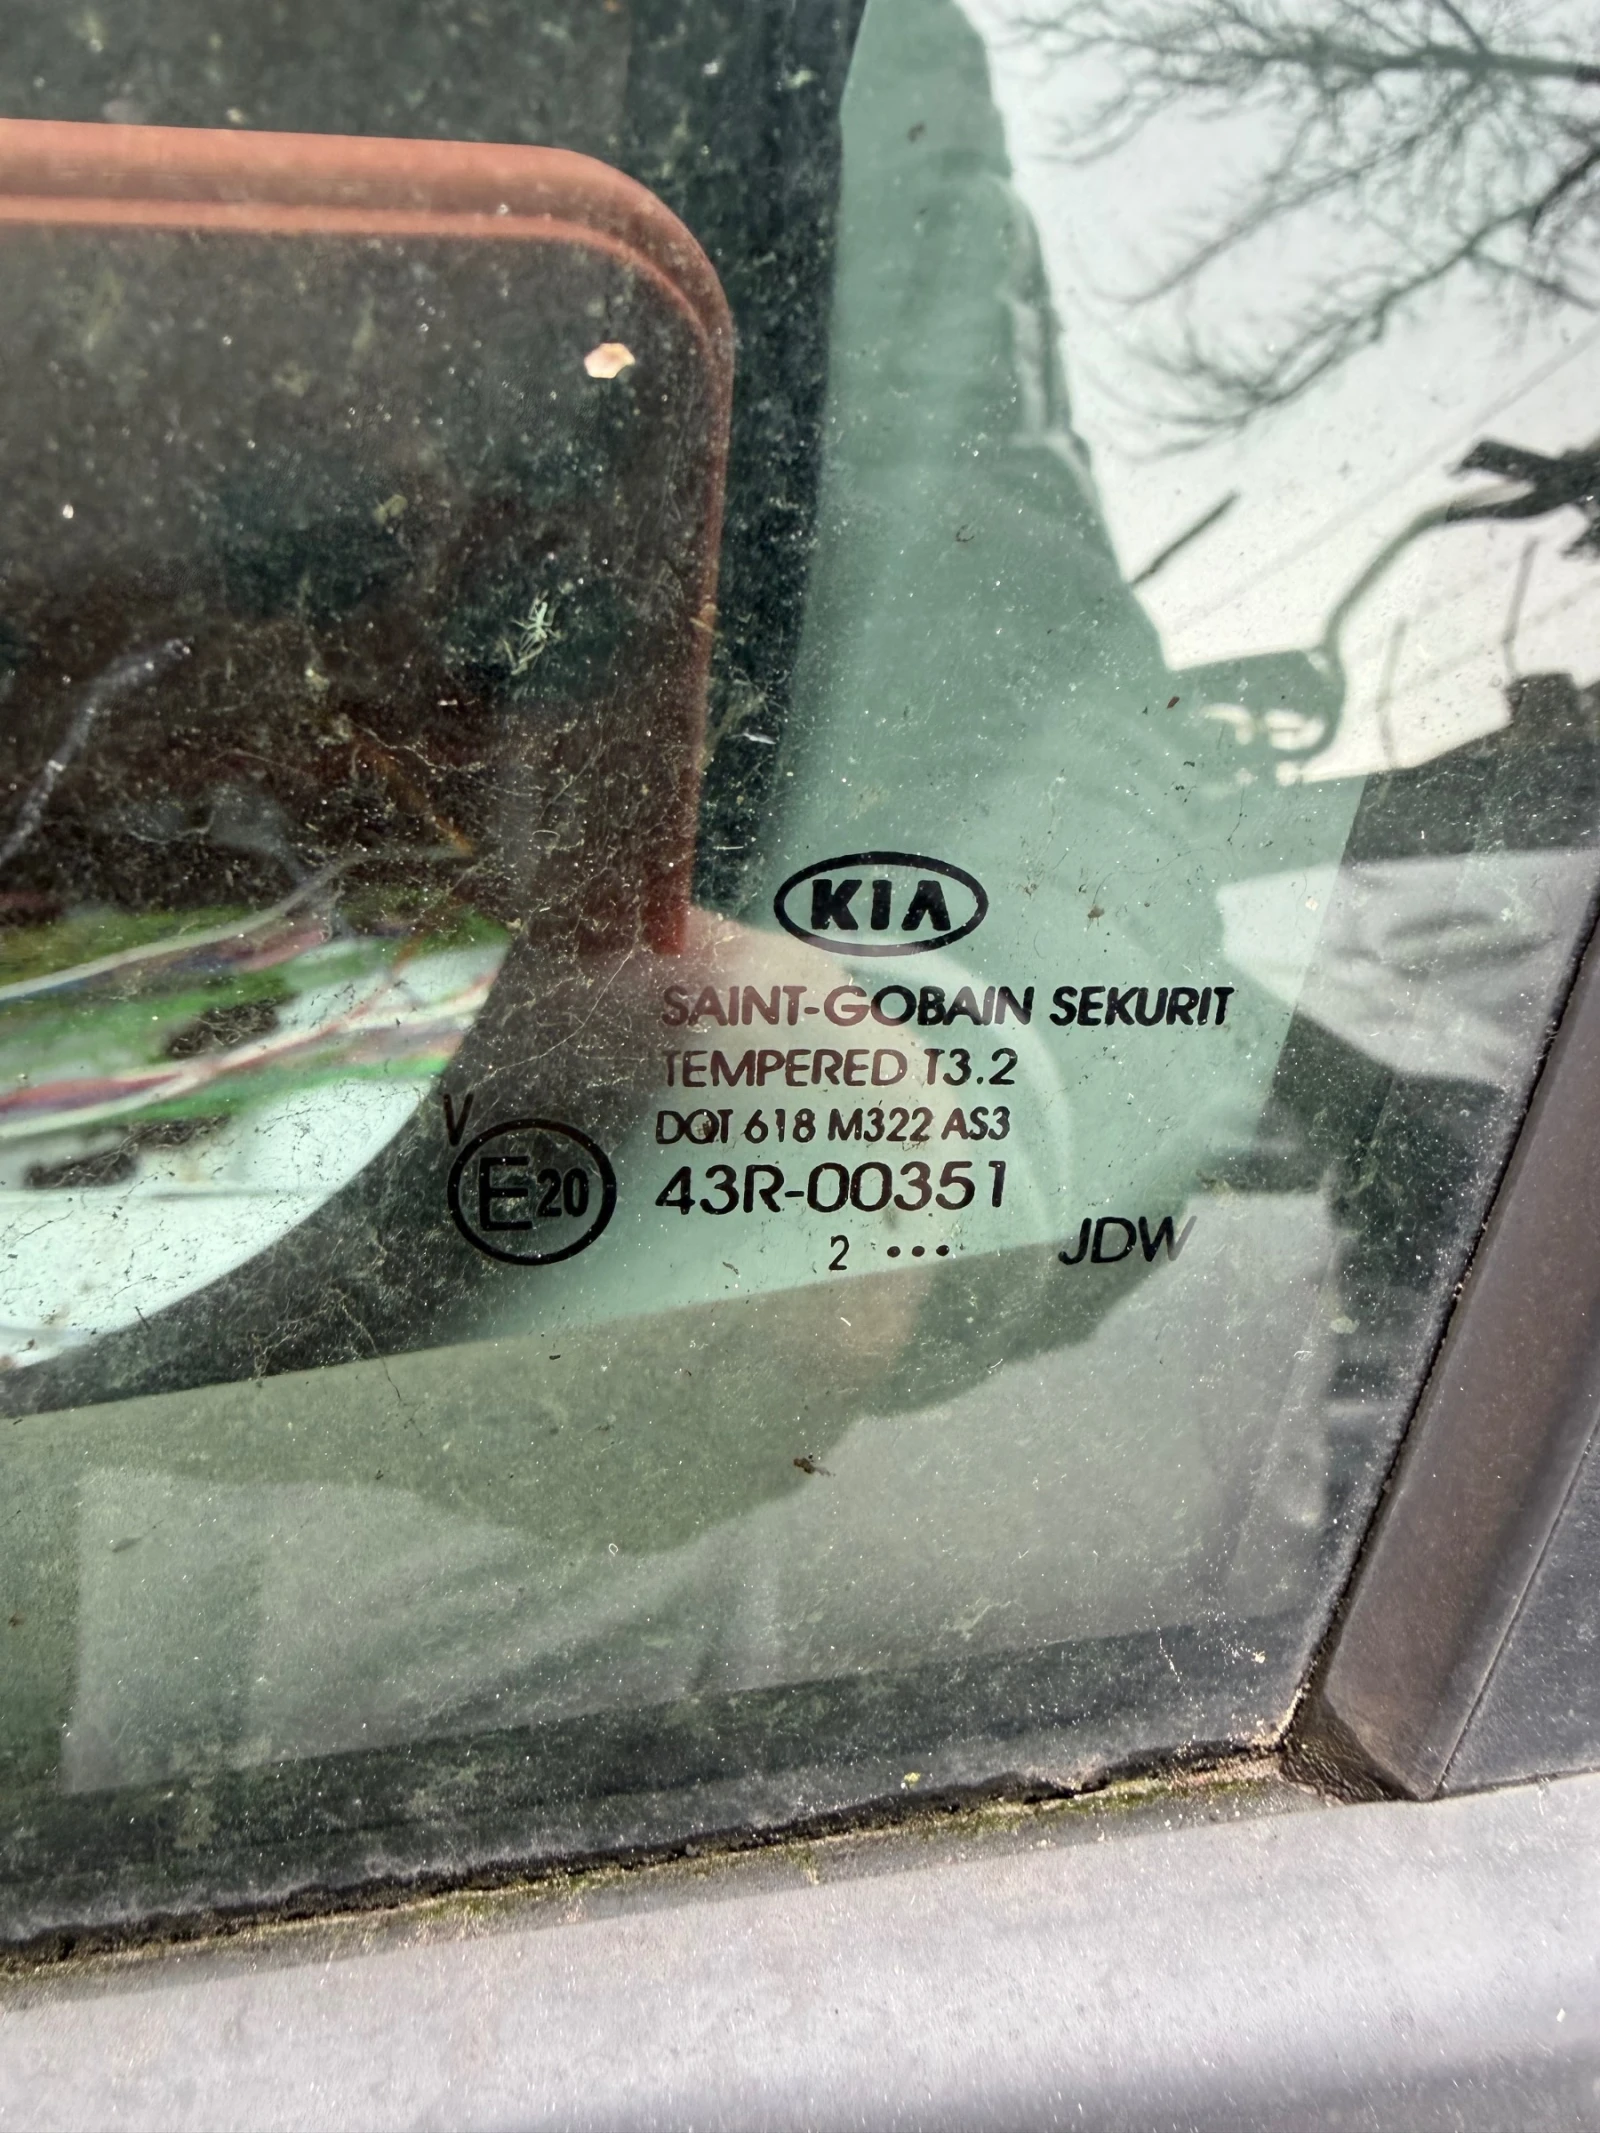 KIA
SAINT-GOBAIN SEKURIT
TEMPERED T3.2
V
DOT 618 M322 AS3
E20 43R-00351
2 ••• JDW